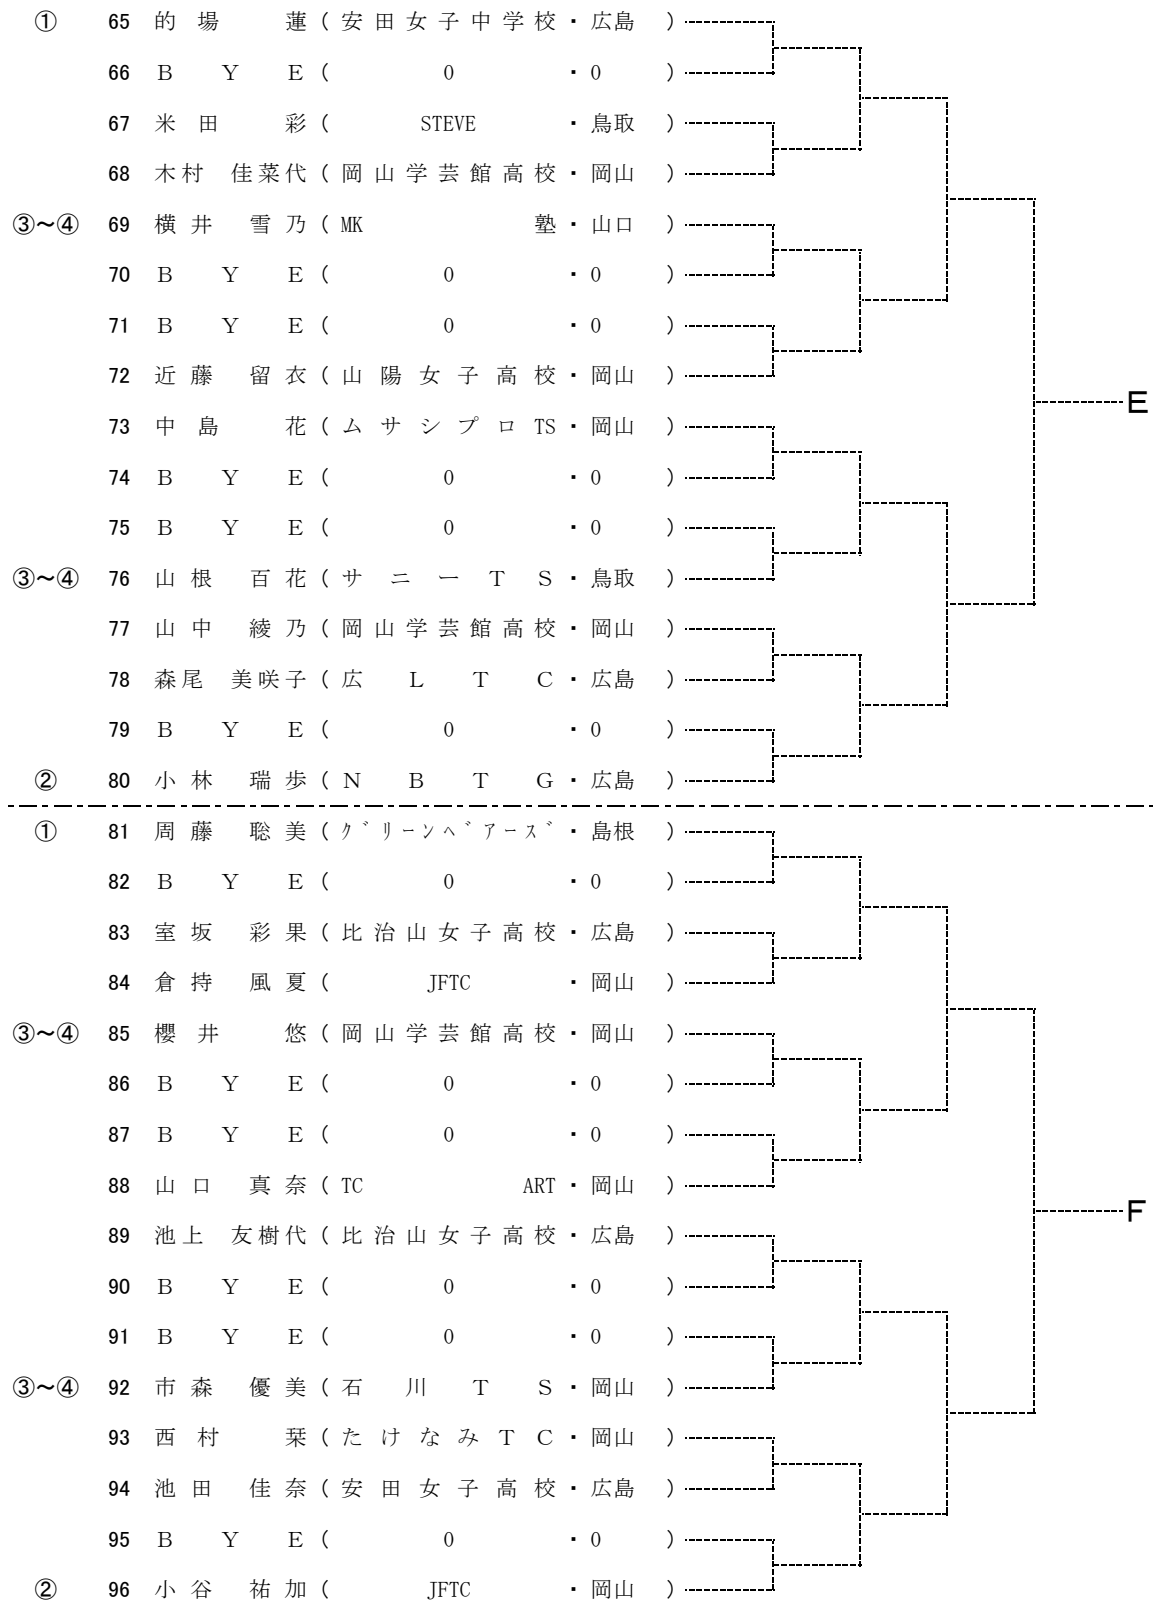 ① 65 的場 蓮 ( 安田女子中学校 ・ 広島 )
66 B Y E ( 0 ・ 0 )
67 米田 彩 ( STEVE ・ 鳥取 )
68 木村 佳菜代 ( 岡山学芸館高校 ・ 岡山 )
③～④ 69 横井 雪乃 ( MK 塾 ・ 山口 )
70 B Y E ( 0 ・ 0 )
71 B Y E ( 0 ・ 0 )
72 近藤 留衣 ( 山陽女子高校 ・ 岡山 )
E
73 中島 花 ( ムサシプロ TS ・ 岡山 )
74 B Y E ( 0 ・ 0 )
75 B Y E ( 0 ・ 0 )
③～④ 76 山根 百花 ( サニーTS ・ 鳥取 )
77 山中 綾乃 ( 岡山学芸館高校 ・ 岡山 )
78 森尾 美咲子 ( 広LTC ・ 広島 )
79 B Y E ( 0 ・ 0 )
② 80 小林 瑞歩 ( NBTG ・ 広島 )
① 81 周藤 聡美 ( グリーンヘ゛アース゛ ・ 島根 )
82 B Y E ( 0 ・ 0 )
83 室坂 彩果 ( 比治山女子高校 ・ 広島 )
84 倉持 風夏 ( JFTC ・ 岡山 )
③～④ 85 櫻井 悠 ( 岡山学芸館高校 ・ 岡山 )
86 B Y E ( 0 ・ 0 )
87 B Y E ( 0 ・ 0 )
88 山口 真奈 ( TC ART ・ 岡山 )
F
89 池上 友樹代 ( 比治山女子高校 ・ 広島 )
90 B Y E ( 0 ・ 0 )
91 B Y E ( 0 ・ 0 )
③～④ 92 市森 優美 ( 石川TS ・ 岡山 )
93 西村 栞 ( たけなみTC ・ 岡山 )
94 池田 佳奈 ( 安田女子高校 ・ 広島 )
95 B Y E ( 0 ・ 0 )
② 96 小谷 祐加 ( JFTC ・ 岡山 )